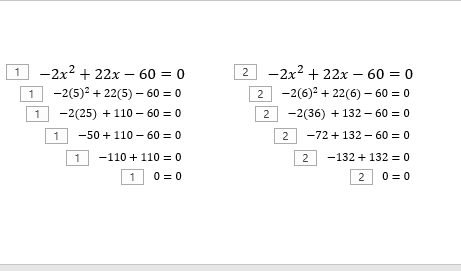 1 −2x² + 22x − 60 = 0
1 −2(5)² + 22(5) − 60 = 0
1 −2(25) + 110 − 60 = 0
1 −50 + 110 − 60 = 0
1 −110 + 110 = 0
1 0 = 0
2 −2x² + 22x − 60 = 0
2 −2(6)² + 22(6) − 60 = 0
2 −2(36) + 132 − 60 = 0
2 −72 + 132 − 60 = 0
2 −132 + 132 = 0
2 0 = 0